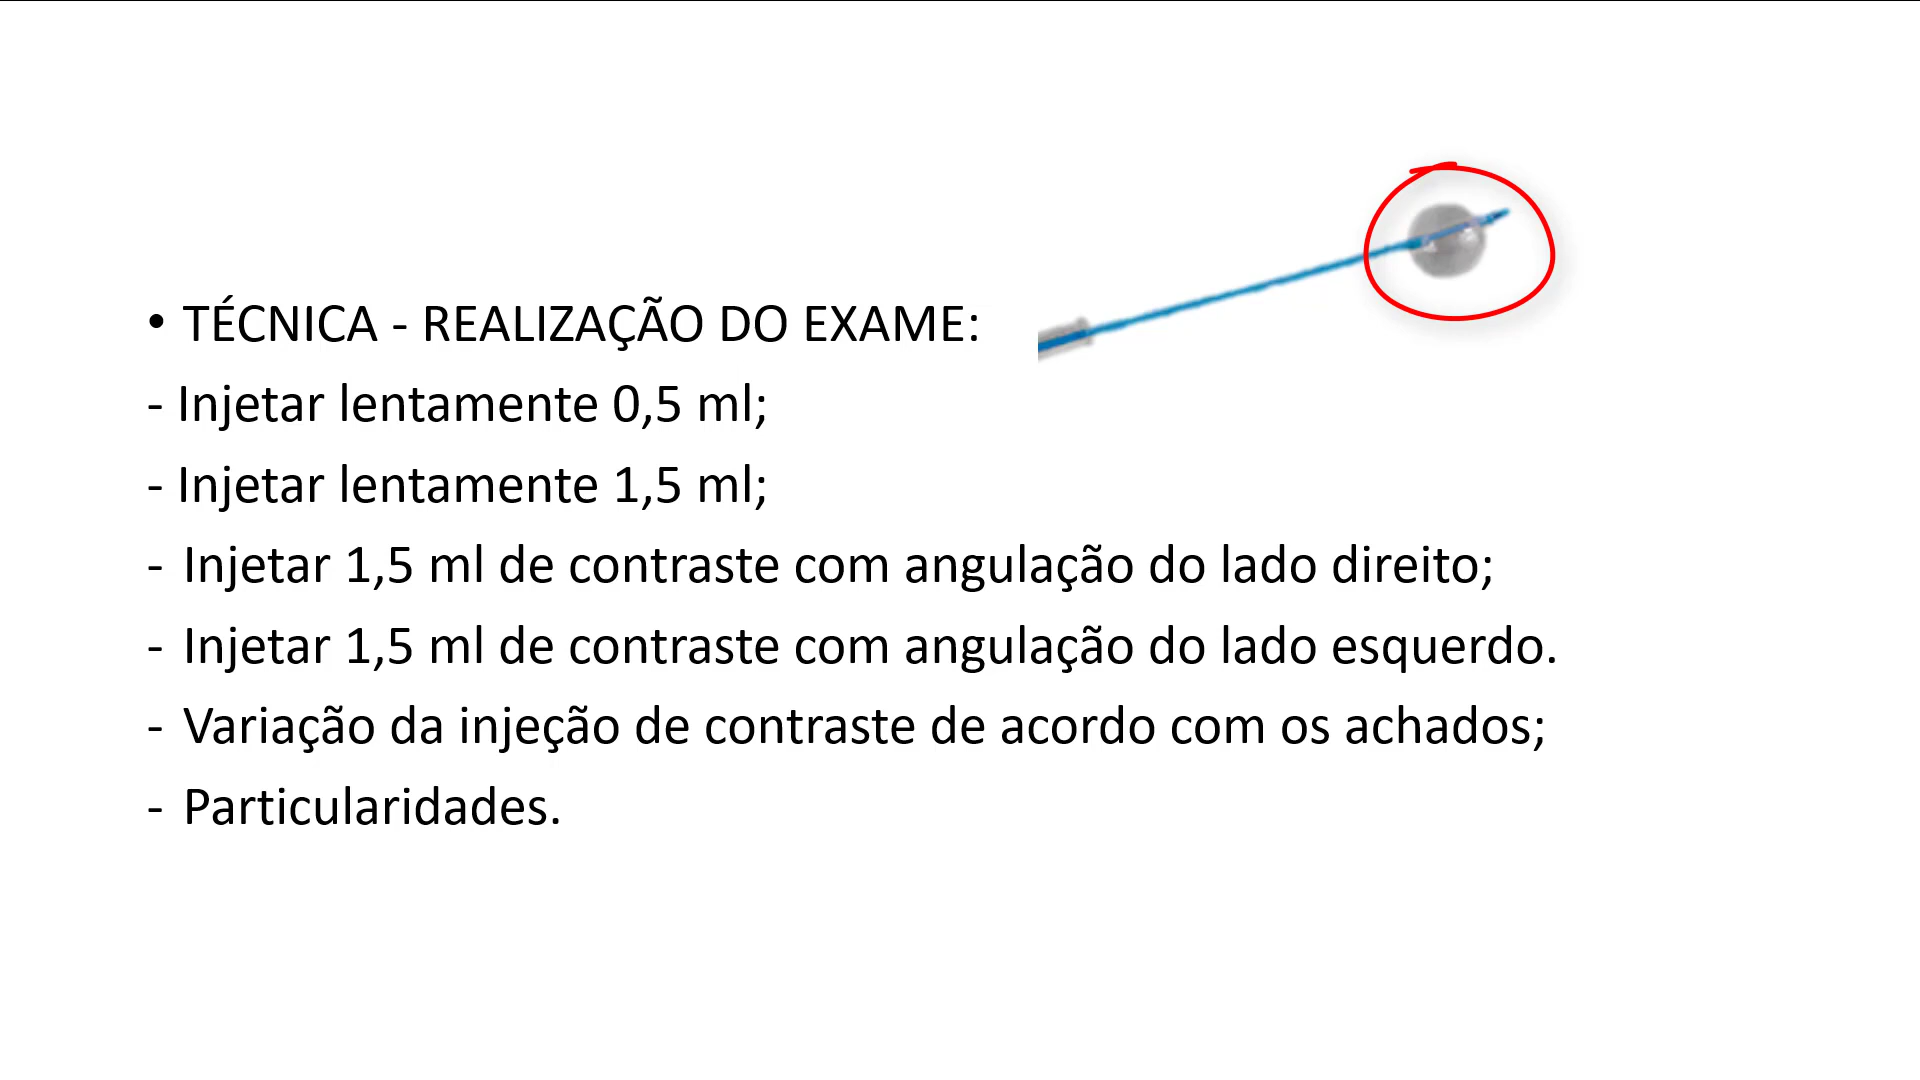 • TÉCNICA - REALIZAÇÃO DO EXAME:
- Injetar lentamente 0,5 ml;
- Injetar lentamente 1,5 ml;
- Injetar 1,5 ml de contraste com angulação do lado direito;
- Injetar 1,5 ml de contraste com angulação do lado esquerdo.
- Variação da injeção de contraste de acordo com os achados;
- Particularidades.